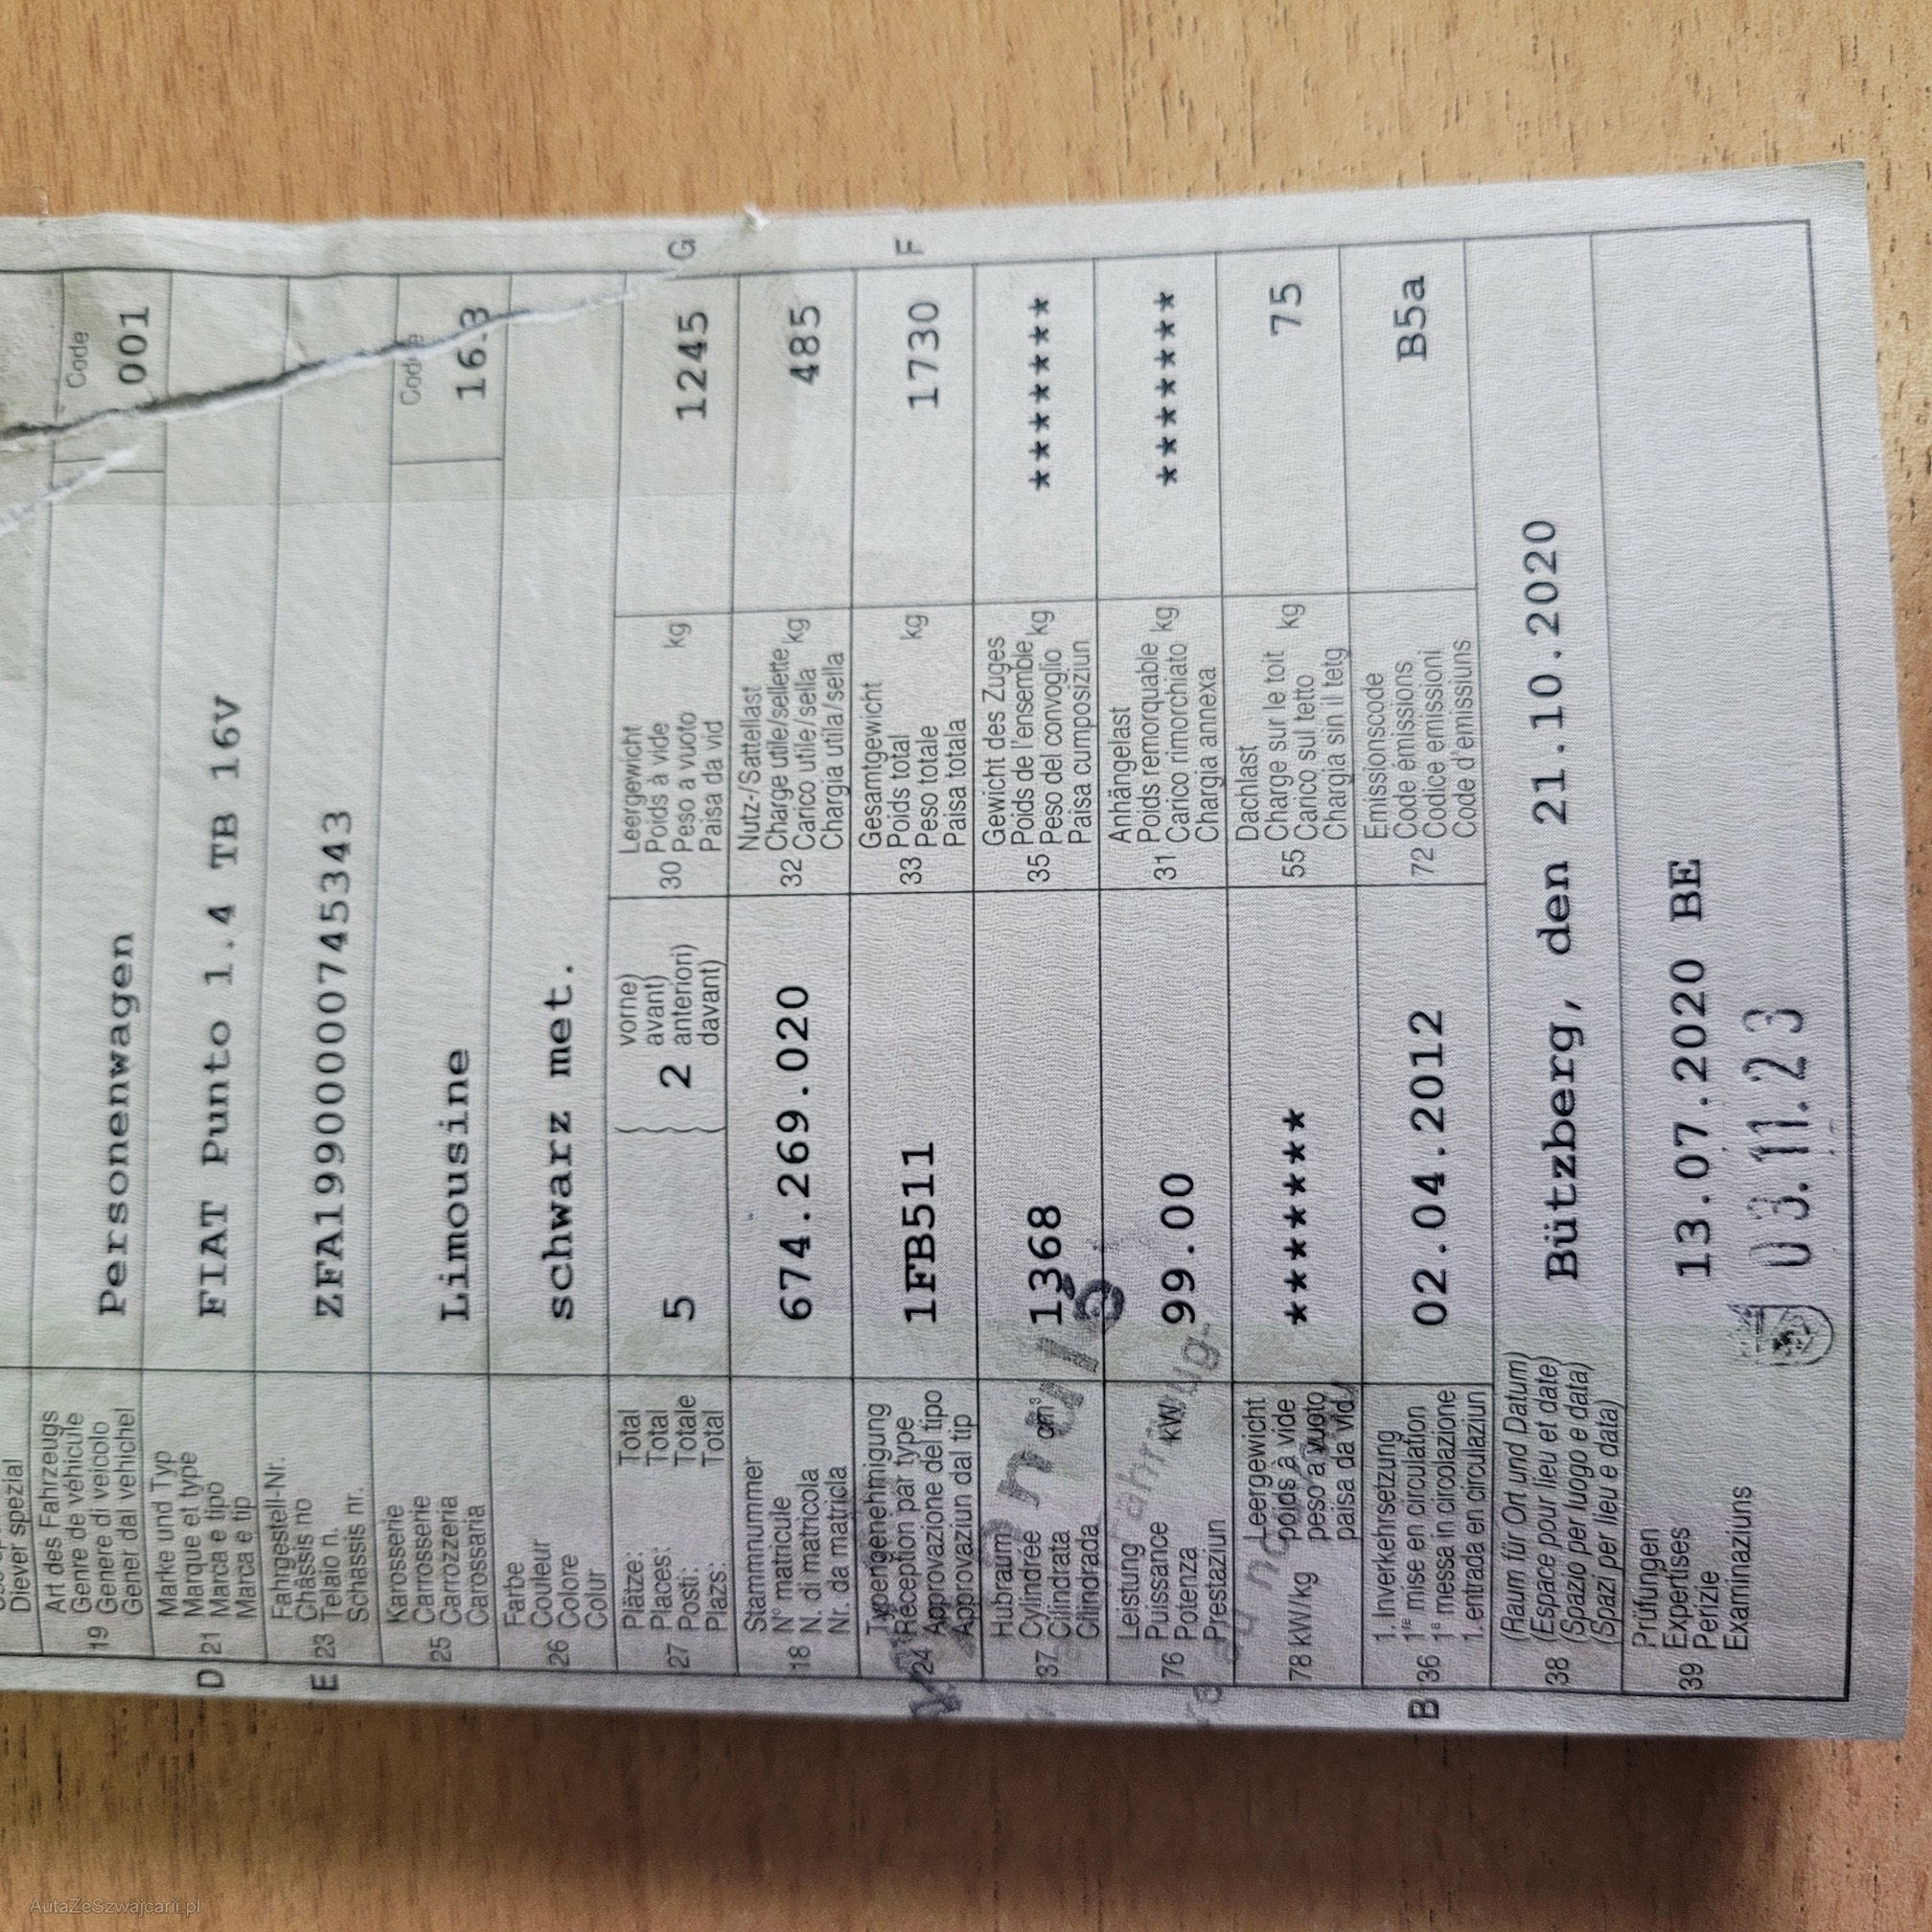 Diever spezial
Art des Fahrzeugs
Genre de véhicule
19 Genere di veicolo
Gener dal vehichel
Personenwagen
Code
001
Marke und Typ
D 21 Marque et type
Marca e tipo
Marca e tip
FIAT Punto 1.4 TB 16V
Fahrgestell-Nr.
E 23 Châssis no
Telaio n.
Schassis nr.
ZFA19900000745343
Karosserie
25 Carrosserie
Carrozzeria
Carossaria
Limousine
Code
16.3
Farbe
26 Couleur
Colore
Colur
schwarz met.
Plätze: Total
27 Places: Total
Posti: Totale
Plazs: Total
5
2
vorne)
avant)
anteriori)
davant)
Leergewicht
Poids à vide
30 Peso a vuoto kg
Paisa da vid
1245 G
Stammnummer
18 N° matricule
N. di matricola
Nr. da matricla
674.269.020
Nutz-/Sattellast
32 Charge utile/sellette kg
Carico utile/sella
Chargia utila/sella
485
Typengenehmigung
24 Réception par type
Approvazione del tipo
Approvaziun dal tip
1FB511
Gesamtgewicht
33 Poids total kg
Peso totale
Paisa totala
1730 F
Hubraum
37 Cylindrée cm³
Cilindrata
Cilindrada
1368
Gewicht des Zuges
35 Poids de l'ensemble kg
Peso del convoglio
Paisa cumposiziun
*******
Leistung
76 Puissance kW
Potenza
Prestaziun
99.00
Anhängelast
31 Poids remorquable kg
Carico rimorchiato
Chargia annexa
*******
78 kW/kg Leergewicht
poids à vide
peso a vuoto
paisa da vid
*******
Dachlast
55 Charge sur le toit kg
Carico sul tetto
Chargia sin il tetg
75
1. Inverkehrsetzung
B 36 1re mise en circulation
1a messa in circolazione
1. entrada en circulaziun
02.04.2012
Emissionscode
72 Code émissions
Codice emissioni
Code d'emissiuns
B5a
(Raum für Ort und Datum)
38 (Espace pour lieu et date)
(Spazio per luogo e data)
(Spazi per lieu e data)
Bützberg, den 21.10.2020
Prüfungen
39 Expertises
Perizie
Examinaziuns
13.07.2020 BE
03.11.23
AutaZeSzwajcarii.pl